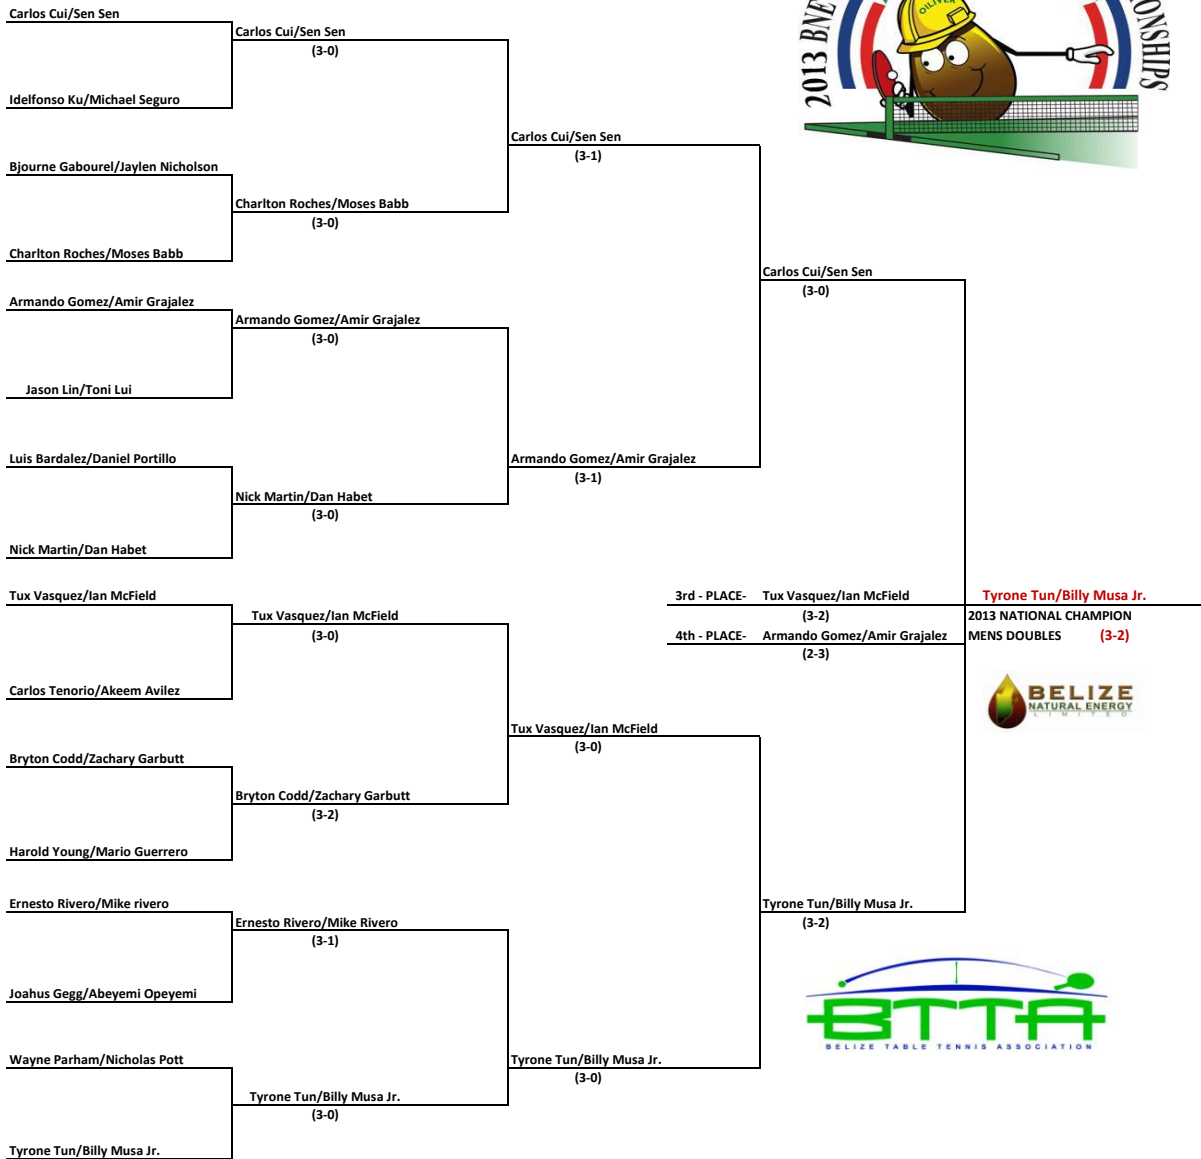 2013 BNE
ONSHIPS
OILIVER
Carlos Cui/Sen Sen
Carlos Cui/Sen Sen
(3-0)
Idelfonso Ku/Michael Seguro
Carlos Cui/Sen Sen
(3-1)
Bjourne Gabourel/Jaylen Nicholson
Charlton Roches/Moses Babb
(3-0)
Charlton Roches/Moses Babb
Carlos Cui/Sen Sen
(3-0)
Armando Gomez/Amir Grajalez
Armando Gomez/Amir Grajalez
(3-0)
Jason Lin/Toni Lui
Luis Bardalez/Daniel Portillo
Armando Gomez/Amir Grajalez
(3-1)
Nick Martin/Dan Habet
(3-0)
Nick Martin/Dan Habet
Tux Vasquez/Ian McField
3rd - PLACE- Tux Vasquez/Ian McField
Tyrone Tun/Billy Musa Jr.
Tux Vasquez/Ian McField
(3-2)
2013 NATIONAL CHAMPION
(3-0)
4th - PLACE- Armando Gomez/Amir Grajalez
MENS DOUBLES (3-2)
(2-3)
Carlos Tenorio/Akeem Avilez
BELIZE
NATURAL ENERGY
LIMITED
Tux Vasquez/Ian McField
(3-0)
Bryton Codd/Zachary Garbutt
Bryton Codd/Zachary Garbutt
(3-2)
Harold Young/Mario Guerrero
Ernesto Rivero/Mike rivero
Tyrone Tun/Billy Musa Jr.
(3-2)
Ernesto Rivero/Mike Rivero
(3-1)
Joahus Gegg/Abeyemi Opeyemi
BTTA
BELIZE TABLE TENNIS ASSOCIATION
Wayne Parham/Nicholas Pott
Tyrone Tun/Billy Musa Jr.
(3-0)
Tyrone Tun/Billy Musa Jr.
(3-0)
Tyrone Tun/Billy Musa Jr.